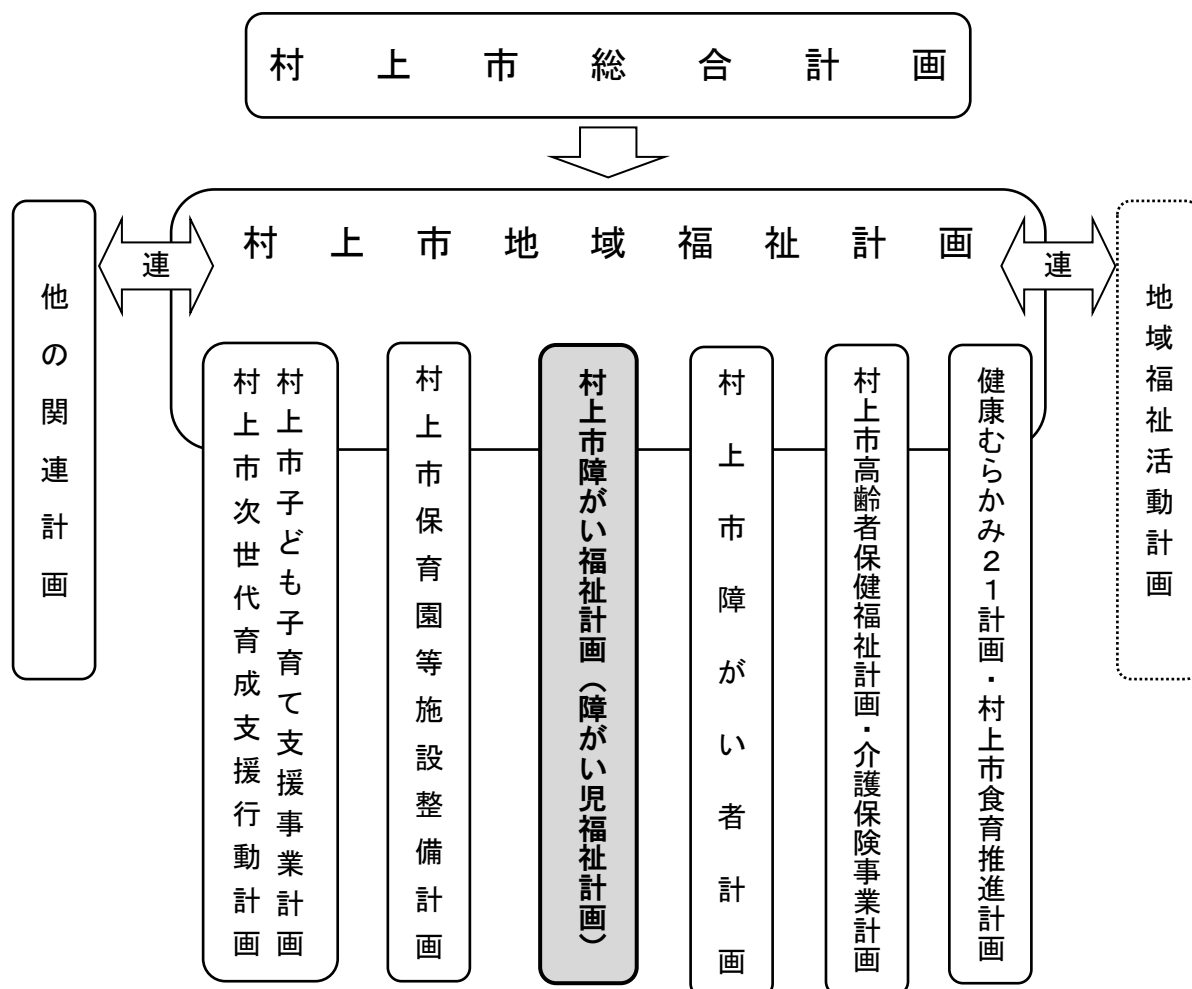 村上市総合計画
村上市地域福祉計画
連
連
他の関連計画
地域福祉活動計画
健康むらかみ21計画・村上市食育推進計画
村上市高齢者保健福祉計画・介護保険事業計画
村上市障がい者計画
村上市障がい福祉計画（障がい児福祉計画）
村上市保育園等施設整備計画
村上市子ども子育て支援事業計画
村上市次世代育成支援行動計画